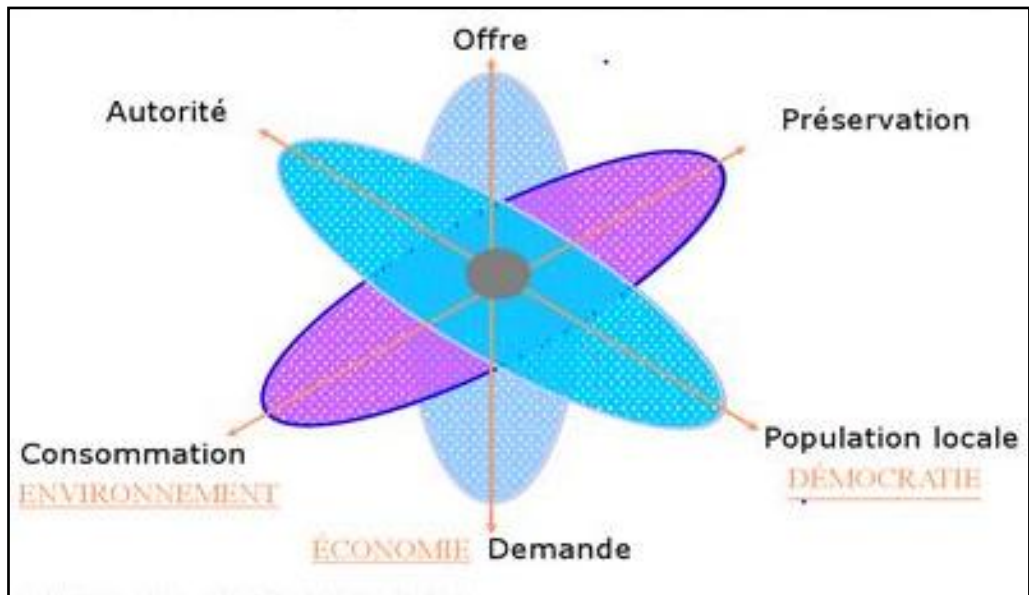 Offre
Autorité
Préservation
Consommation
ENVIRONNEMENT
Population locale
DÉMOCRATIE
ÉCONOMIE Demande